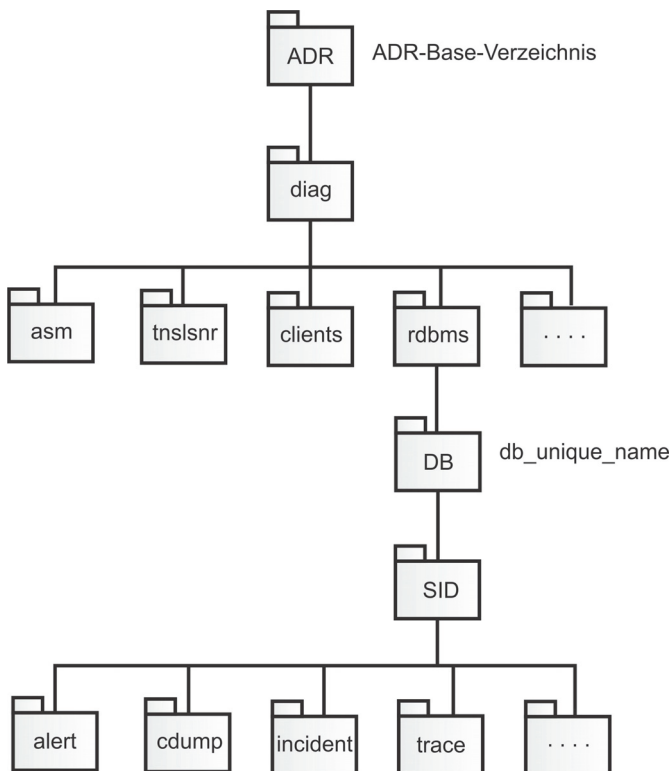 ADR
ADR-Base-Verzeichnis
diag
asm
tnslsnr
clients
rdbms
. . . .
DB
db_unique_name
SID
alert
cdump
incident
trace
. . . .